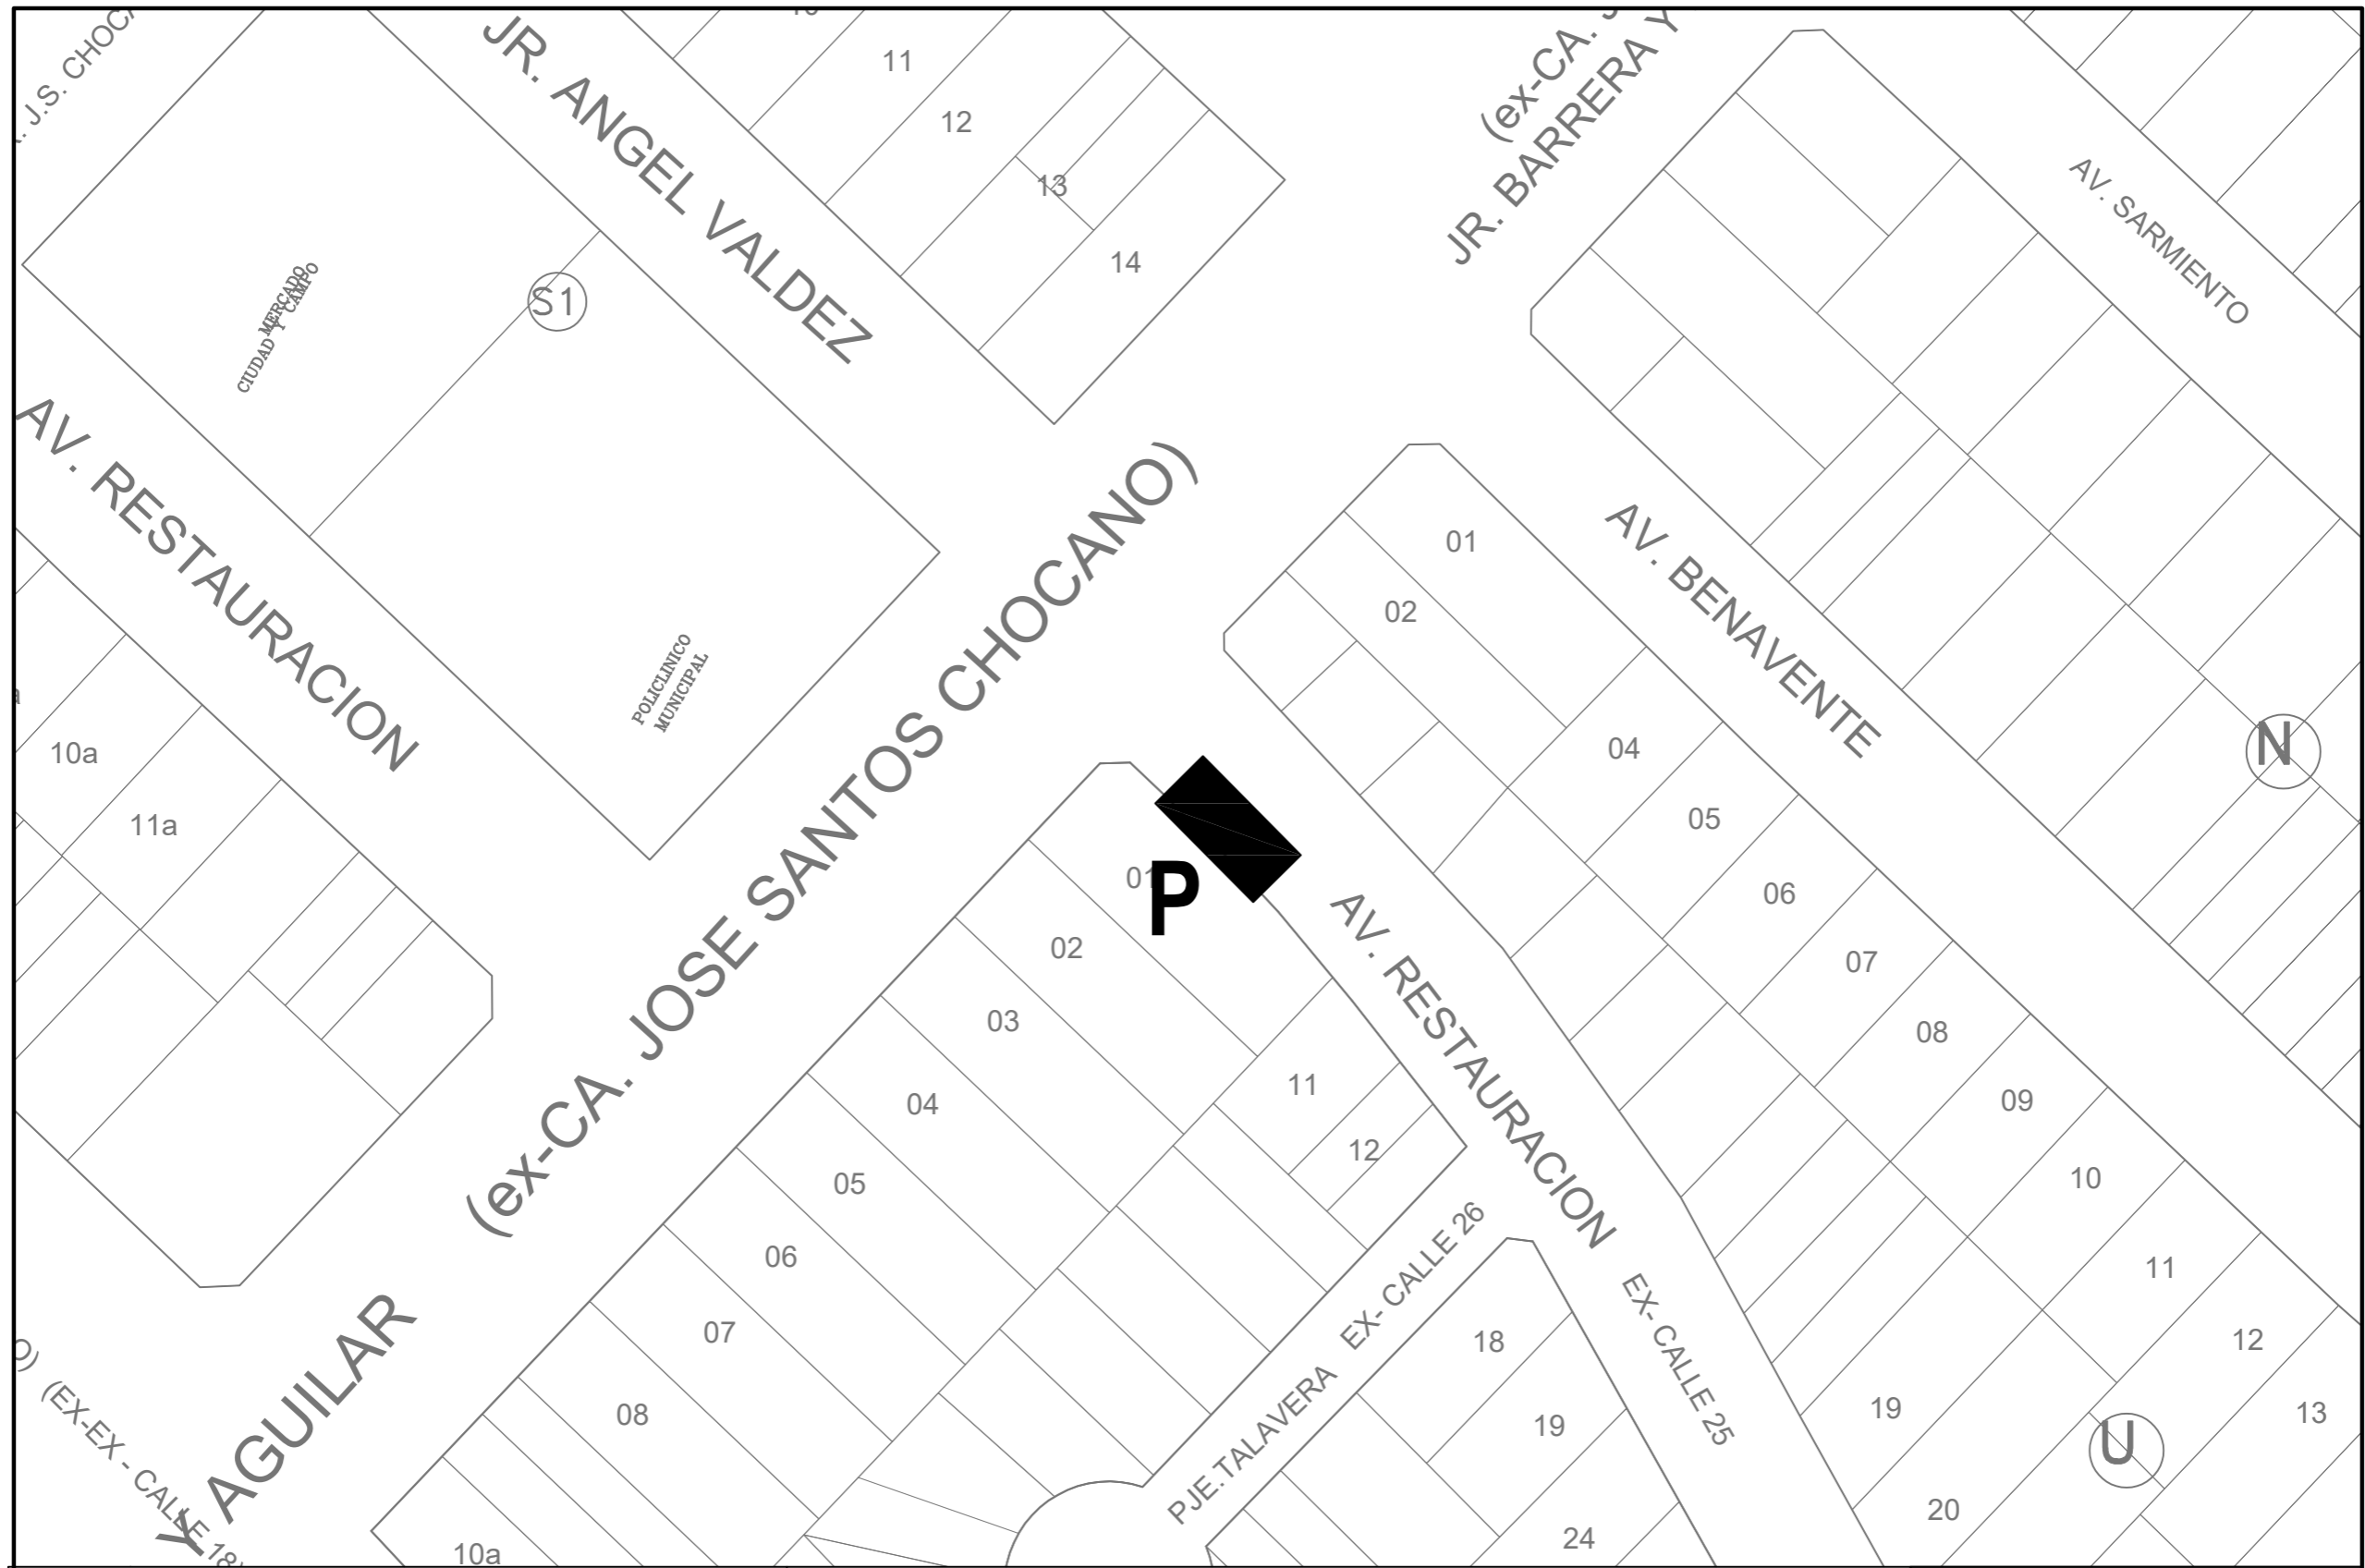 JR. ANGEL VALDEZ
11
12
13
14
(ex-CA.
JR. BARRERA Y
AV. SARMIENTO
MERCADO
CIUDAD Y CAMPO
S1
AV. RESTAURACION
POLICLINICO
MUNICIPAL
10a
11a
(ex-CA. JOSE SANTOS CHOCANO)
Y AGUILAR
01
02
AV. BENAVENTE
04
05
06
07
08
09
10
11
12
13
N
U
19
20
P
01
02
03
04
05
06
07
08
10a
11
12
AV. RESTAURACION
EX- CALLE 25
PJE.TALAVERA EX- CALLE 26
18
19
24
(EX-EX - CALLE 18
J.S.